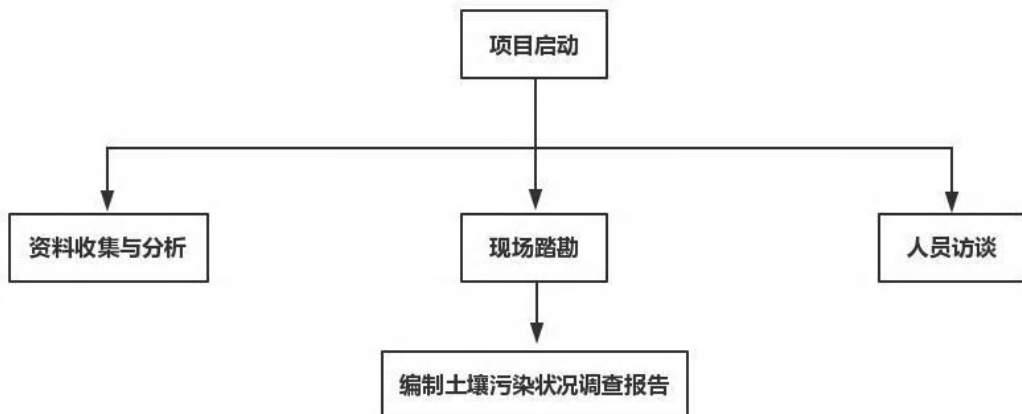 项目启动
资料收集与分析
现场踏勘
人员访谈
编制土壤污染状况调查报告